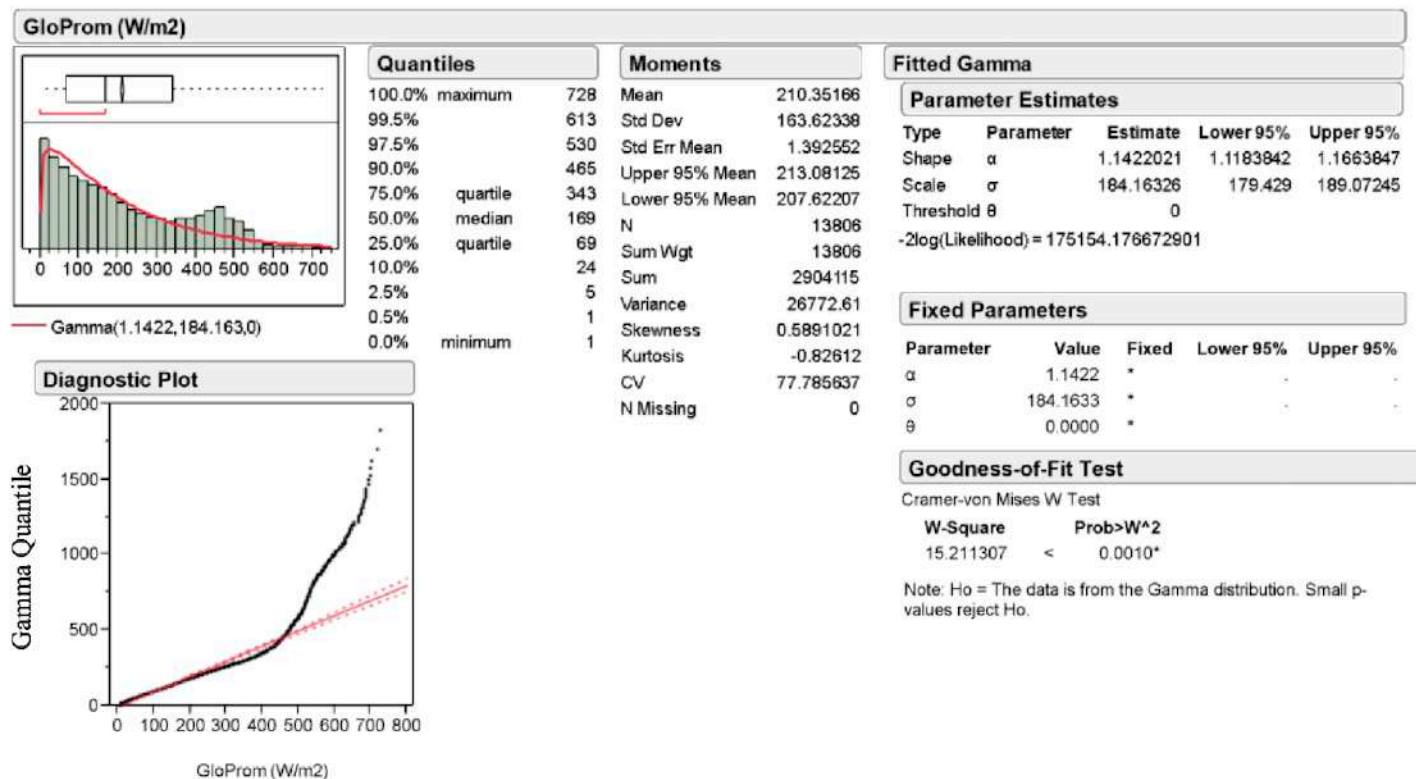 GloProm (W/m2)
0 100 200 300 400 500 600 700
Gamma(1.1422,184.163,0)
Quantiles
100.0% maximum 728
99.5% 613
97.5% 530
90.0% 465
75.0% quartile 343
50.0% median 169
25.0% quartile 69
10.0% 24
2.5% 5
0.5% 1
0.0% minimum 1
Moments
Mean 210.35166
Std Dev 163.62338
Std Err Mean 1.392552
Upper 95% Mean 213.08125
Lower 95% Mean 207.62207
N 13806
Sum Wgt 13806
Sum 2904115
Variance 26772.61
Skewness 0.5891021
Kurtosis -0.82612
CV 77.785637
N Missing 0
Fitted Gamma
Parameter Estimates
Type Parameter Estimate Lower 95% Upper 95%
Shape α 1.1422021 1.1183842 1.1663847
Scale σ 184.16326 179.429 189.07245
Threshold θ 0
-2log(Likelihood) = 175154.176672901
Fixed Parameters
Parameter Value Fixed Lower 95% Upper 95%
α 1.1422 * . .
σ 184.1633 * . .
θ 0.0000 *
Goodness-of-Fit Test
Cramer-von Mises W Test
W-Square Prob>W^2
15.211307 < 0.0010*
Note: Ho = The data is from the Gamma distribution. Small p-
values reject Ho.
Diagnostic Plot
Gamma Quantile
2000
1500
1000
500
0
0 100 200 300 400 500 600 700 800
GloProm (W/m2)